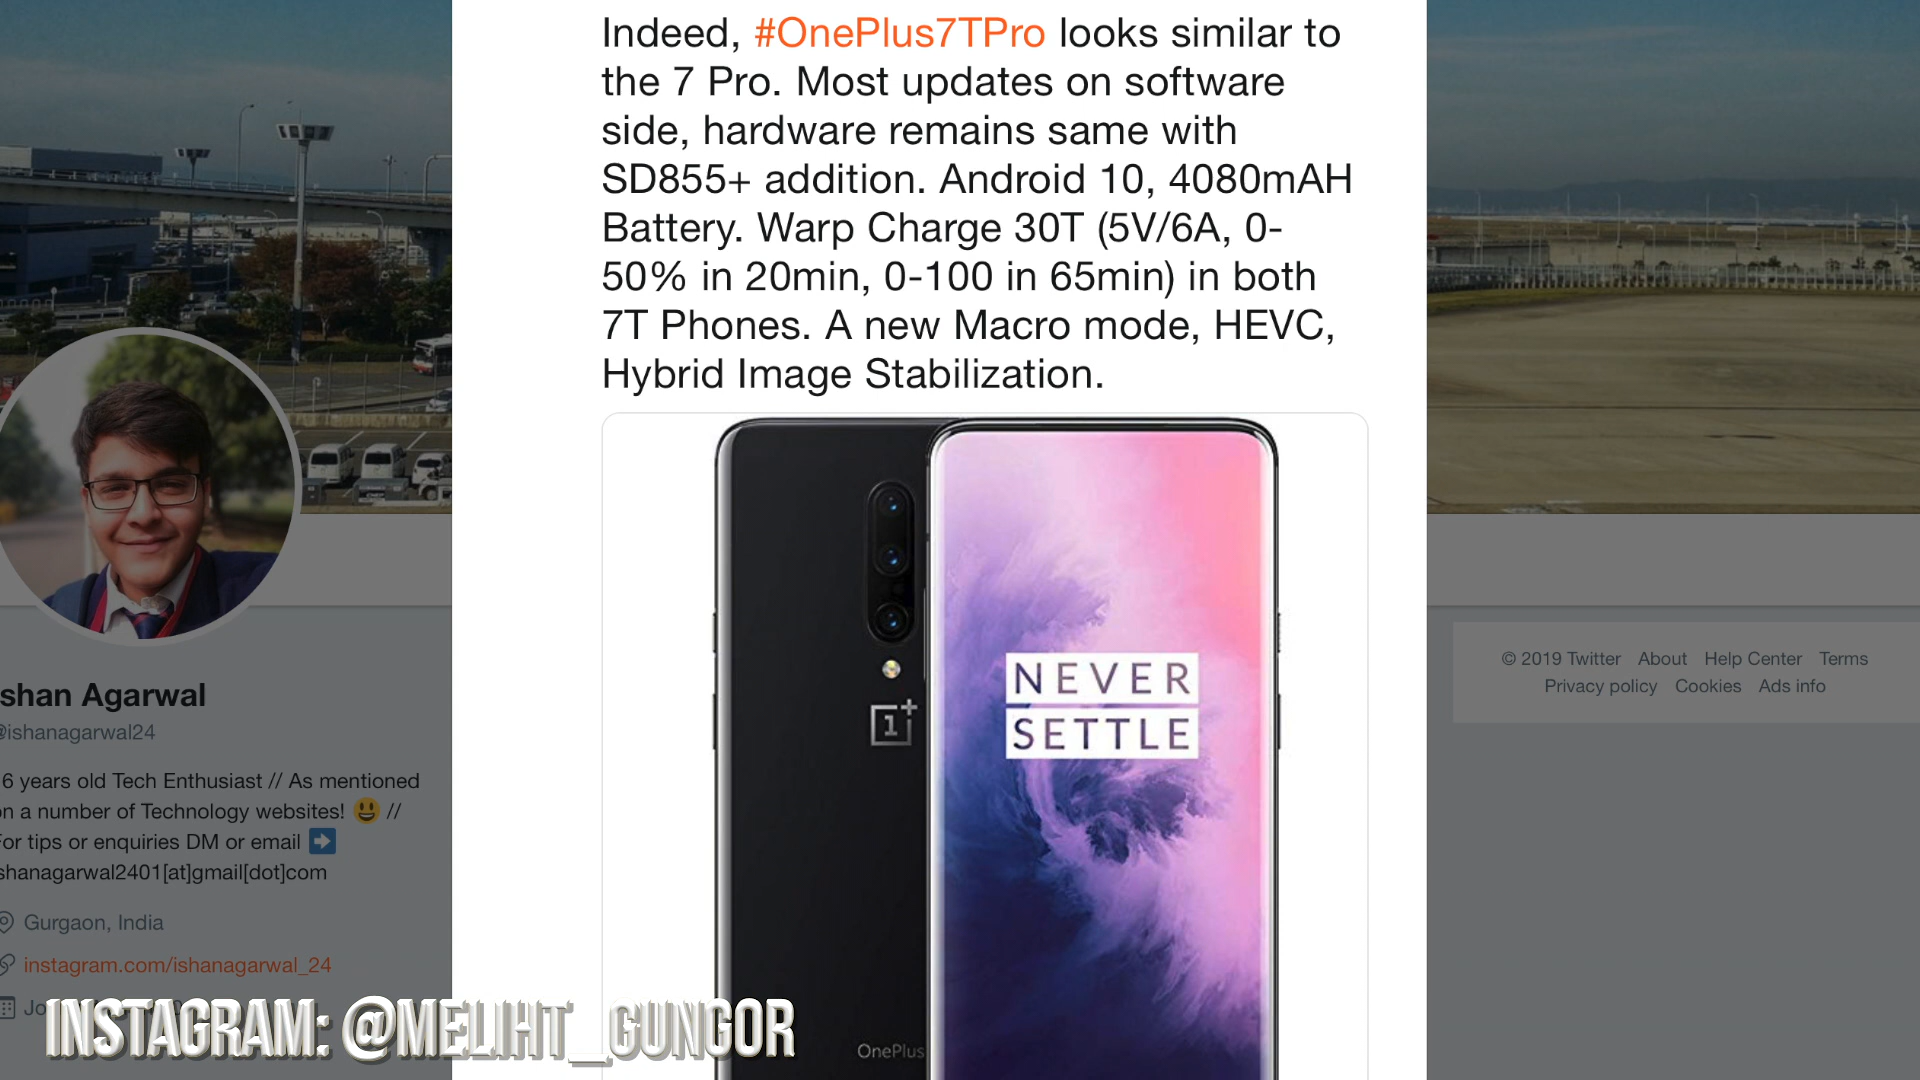 Indeed, #OnePlus7TPro looks similar to
the 7 Pro. Most updates on software
side, hardware remains same with
SD855+ addition. Android 10, 4080mAH
Battery. Warp Charge 30T (5V/6A, 0-
50% in 20min, 0-100 in 65min) in both
7T Phones. A new Macro mode, HEVC,
Hybrid Image Stabilization.
NEVER
SETTLE
1+
OnePlus
shan Agarwal
@ishanagarwal24
6 years old Tech Enthusiast // As mentioned
on a number of Technology websites! 😃 //
For tips or enquiries DM or email ➡
shanagarwal2401[at]gmail[dot]com
Gurgaon, India
instagram.com/ishanagarwal_24
Jo
© 2019 Twitter About Help Center Terms
Privacy policy Cookies Ads info
INSTAGRAM: @MELIHT_GUNGOR